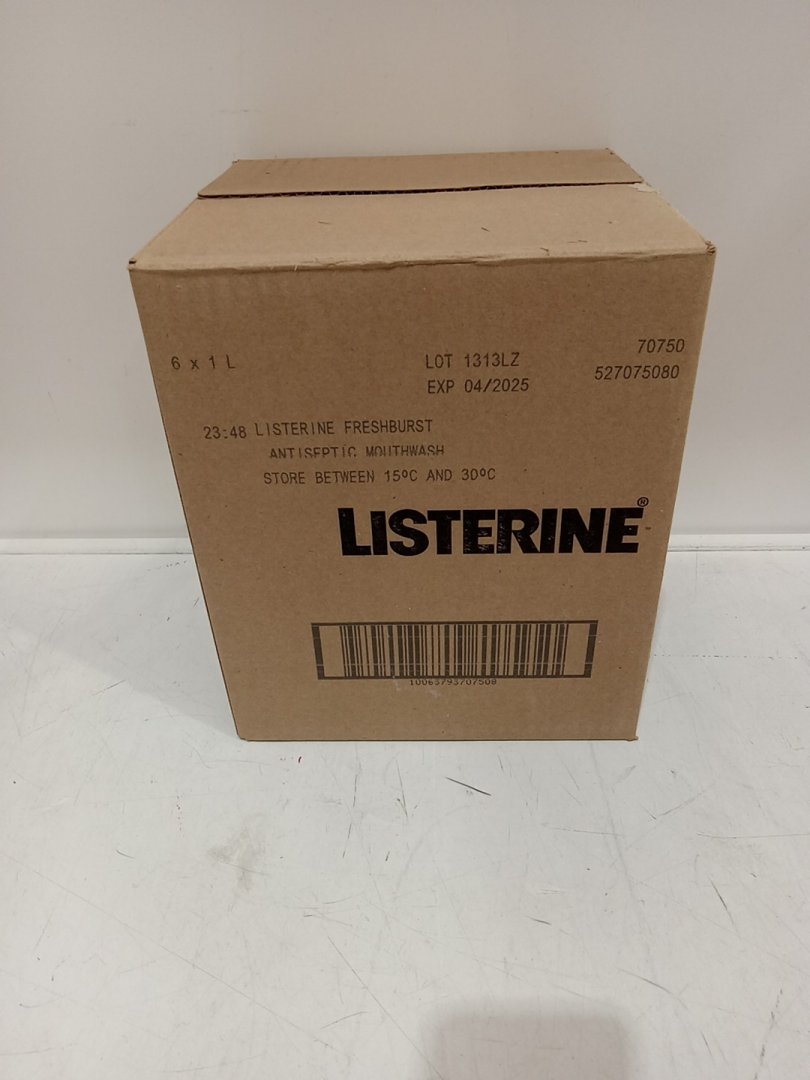 6 x 1 L
LOT 1313LZ
70750
EXP 04/2025
527075080
23:48 LISTERINE FRESHBURST
ANTISEPTIC MOUTHWASH
STORE BETWEEN 15ºC AND 30ºC
LISTERINE®
10063793707508